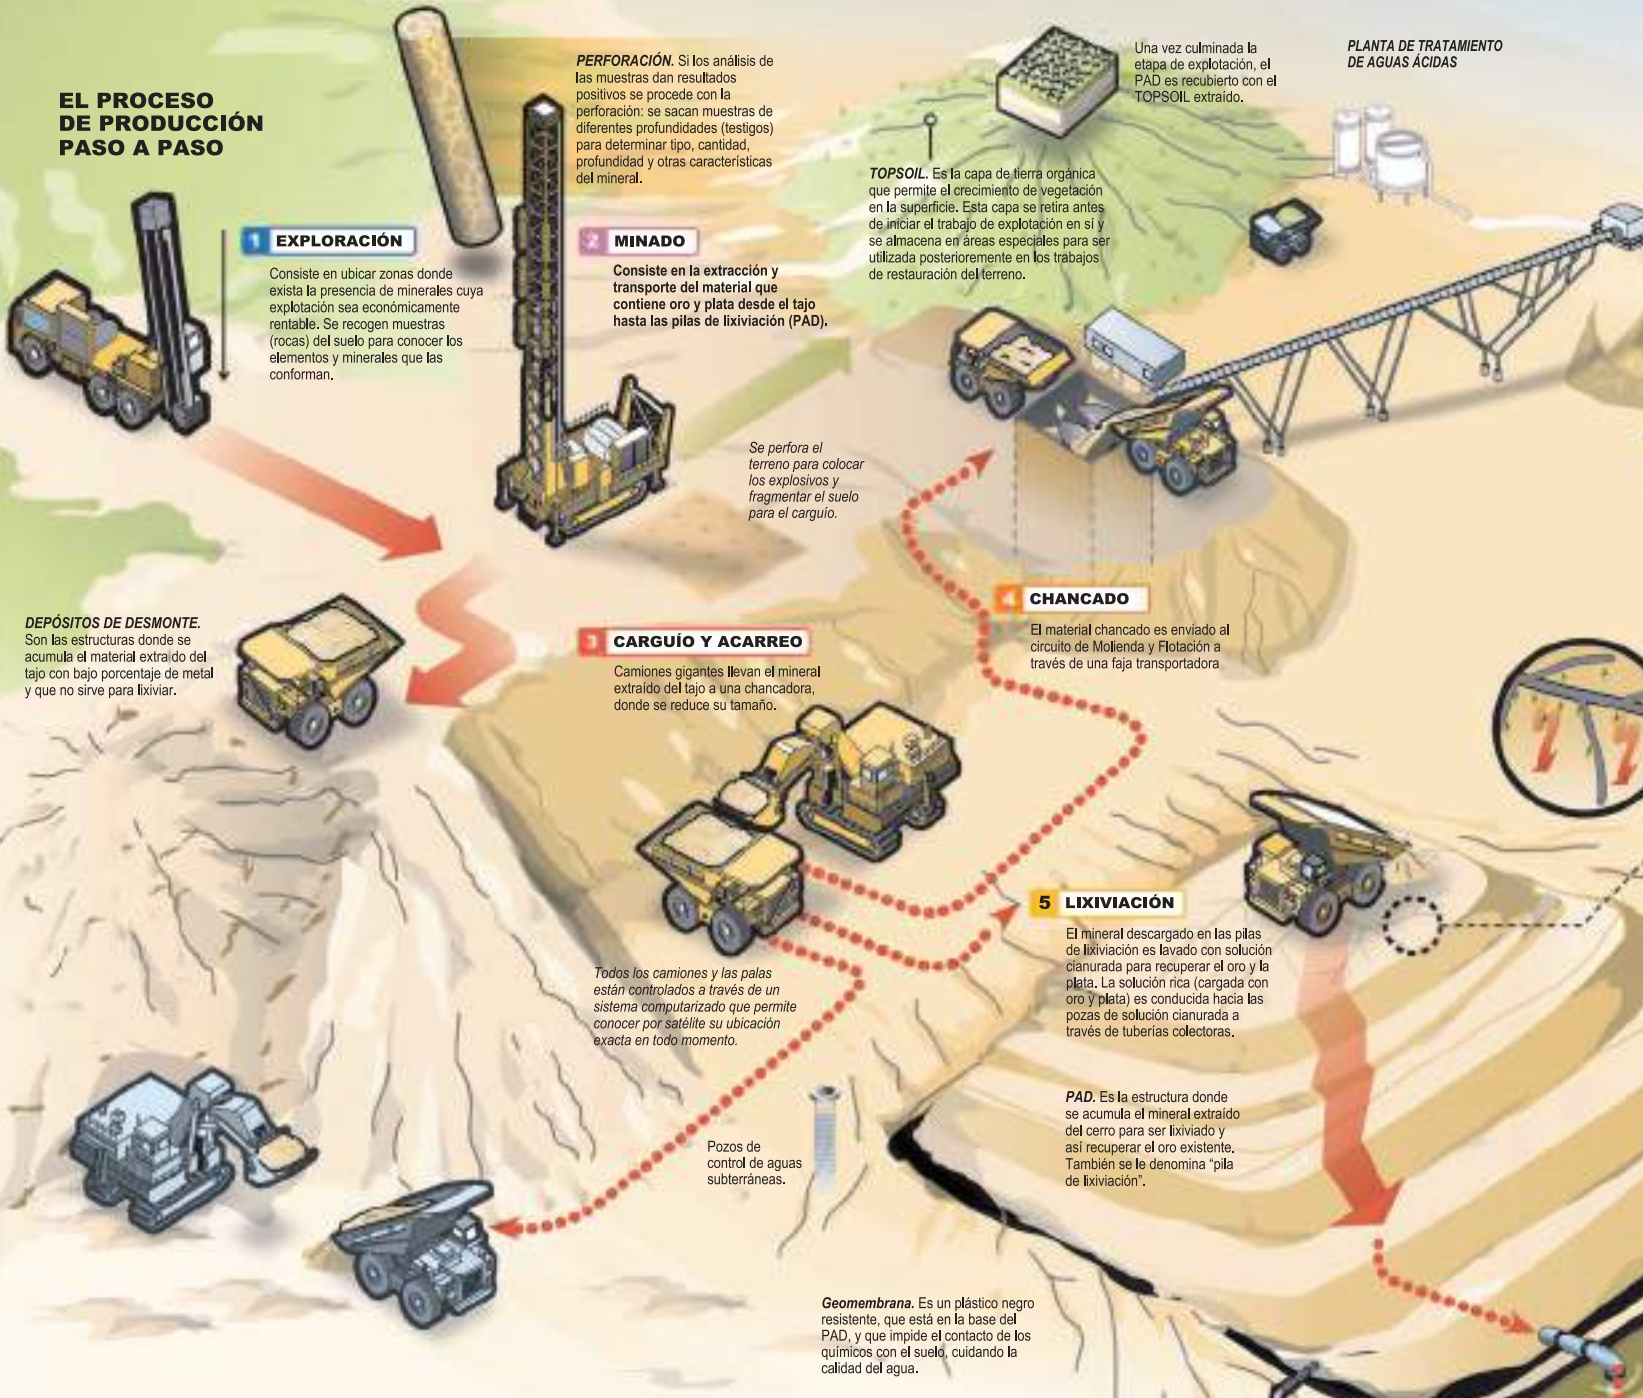 EL PROCESO
DE PRODUCCIÓN
PASO A PASO
1 EXPLORACIÓN
Consiste en ubicar zonas donde
exista la presencia de minerales cuya
explotación sea económicamente
rentable. Se recogen muestras
(rocas) del suelo para conocer los
elementos y minerales que las
conforman.
PERFORACIÓN. Si los análisis de
las muestras dan resultados
positivos se procede con la
perforación: se sacan muestras de
diferentes profundidades (testigos)
para determinar tipo, cantidad,
profundidad y otras características
del mineral.
2 MINADO
Consiste en la extracción y
transporte del material que
contiene oro y plata desde el tajo
hasta las pilas de lixiviación (PAD).
Se perfora el
terreno para colocar
los explosivos y
fragmentar el suelo
para el carguío.
Una vez culminada la
etapa de explotación, el
PAD es recubierto con el
TOPSOIL extraído.
TOPSOIL. Es la capa de tierra orgánica
que permite el crecimiento de vegetación
en la superficie. Esta capa se retira antes
de iniciar el trabajo de explotación en sí y
se almacena en áreas especiales para ser
utilizada posterioremente en los trabajos
de restauración del terreno.
PLANTA DE TRATAMIENTO
DE AGUAS ÁCIDAS
DEPÓSITOS DE DESMONTE.
Son las estructuras donde se
acumula el material extraído del
tajo con bajo porcentaje de metal
y que no sirve para lixiviar.
3 CARGUÍO Y ACARREO
Camiones gigantes llevan el mineral
extraído del tajo a una chancadora,
donde se reduce su tamaño.
4 CHANCADO
El material chancado es enviado al
circuito de Molienda y Flotación a
través de una faja transportadora
Todos los camiones y las palas
están controlados a través de un
sistema computarizado que permite
conocer por satélite su ubicación
exacta en todo momento.
5 LIXIVIACIÓN
El mineral descargado en las pilas
de lixiviación es lavado con solución
cianurada para recuperar el oro y la
plata. La solución rica (cargada con
oro y plata) es conducida hacia las
pozas de solución cianurada a
través de tuberías colectoras.
PAD. Es la estructura donde
se acumula el mineral extraído
del cerro para ser lixiviado y
así recuperar el oro existente.
También se le denomina “pila
de lixiviación”.
Pozos de
control de aguas
subterráneas.
Geomembrana. Es un plástico negro
resistente, que está en la base del
PAD, y que impide el contacto de los
químicos con el suelo, cuidando la
calidad del agua.